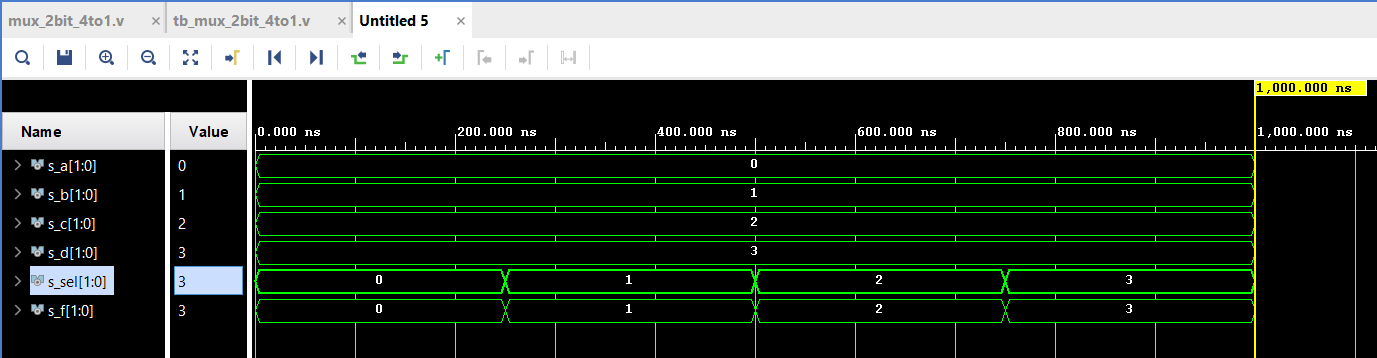 mux_2bit_4to1.v × tb_mux_2bit_4to1.v × Untitled 5 ×
1,000.000 ns
Name Value 0.000 ns 200.000 ns 400.000 ns 600.000 ns 800.000 ns 1,000.000 ns
s_a[1:0] 0 0
s_b[1:0] 1 1
s_c[1:0] 2 2
s_d[1:0] 3 3
s_sel[1:0] 3 0 1 2 3
s_f[1:0] 3 0 1 2 3